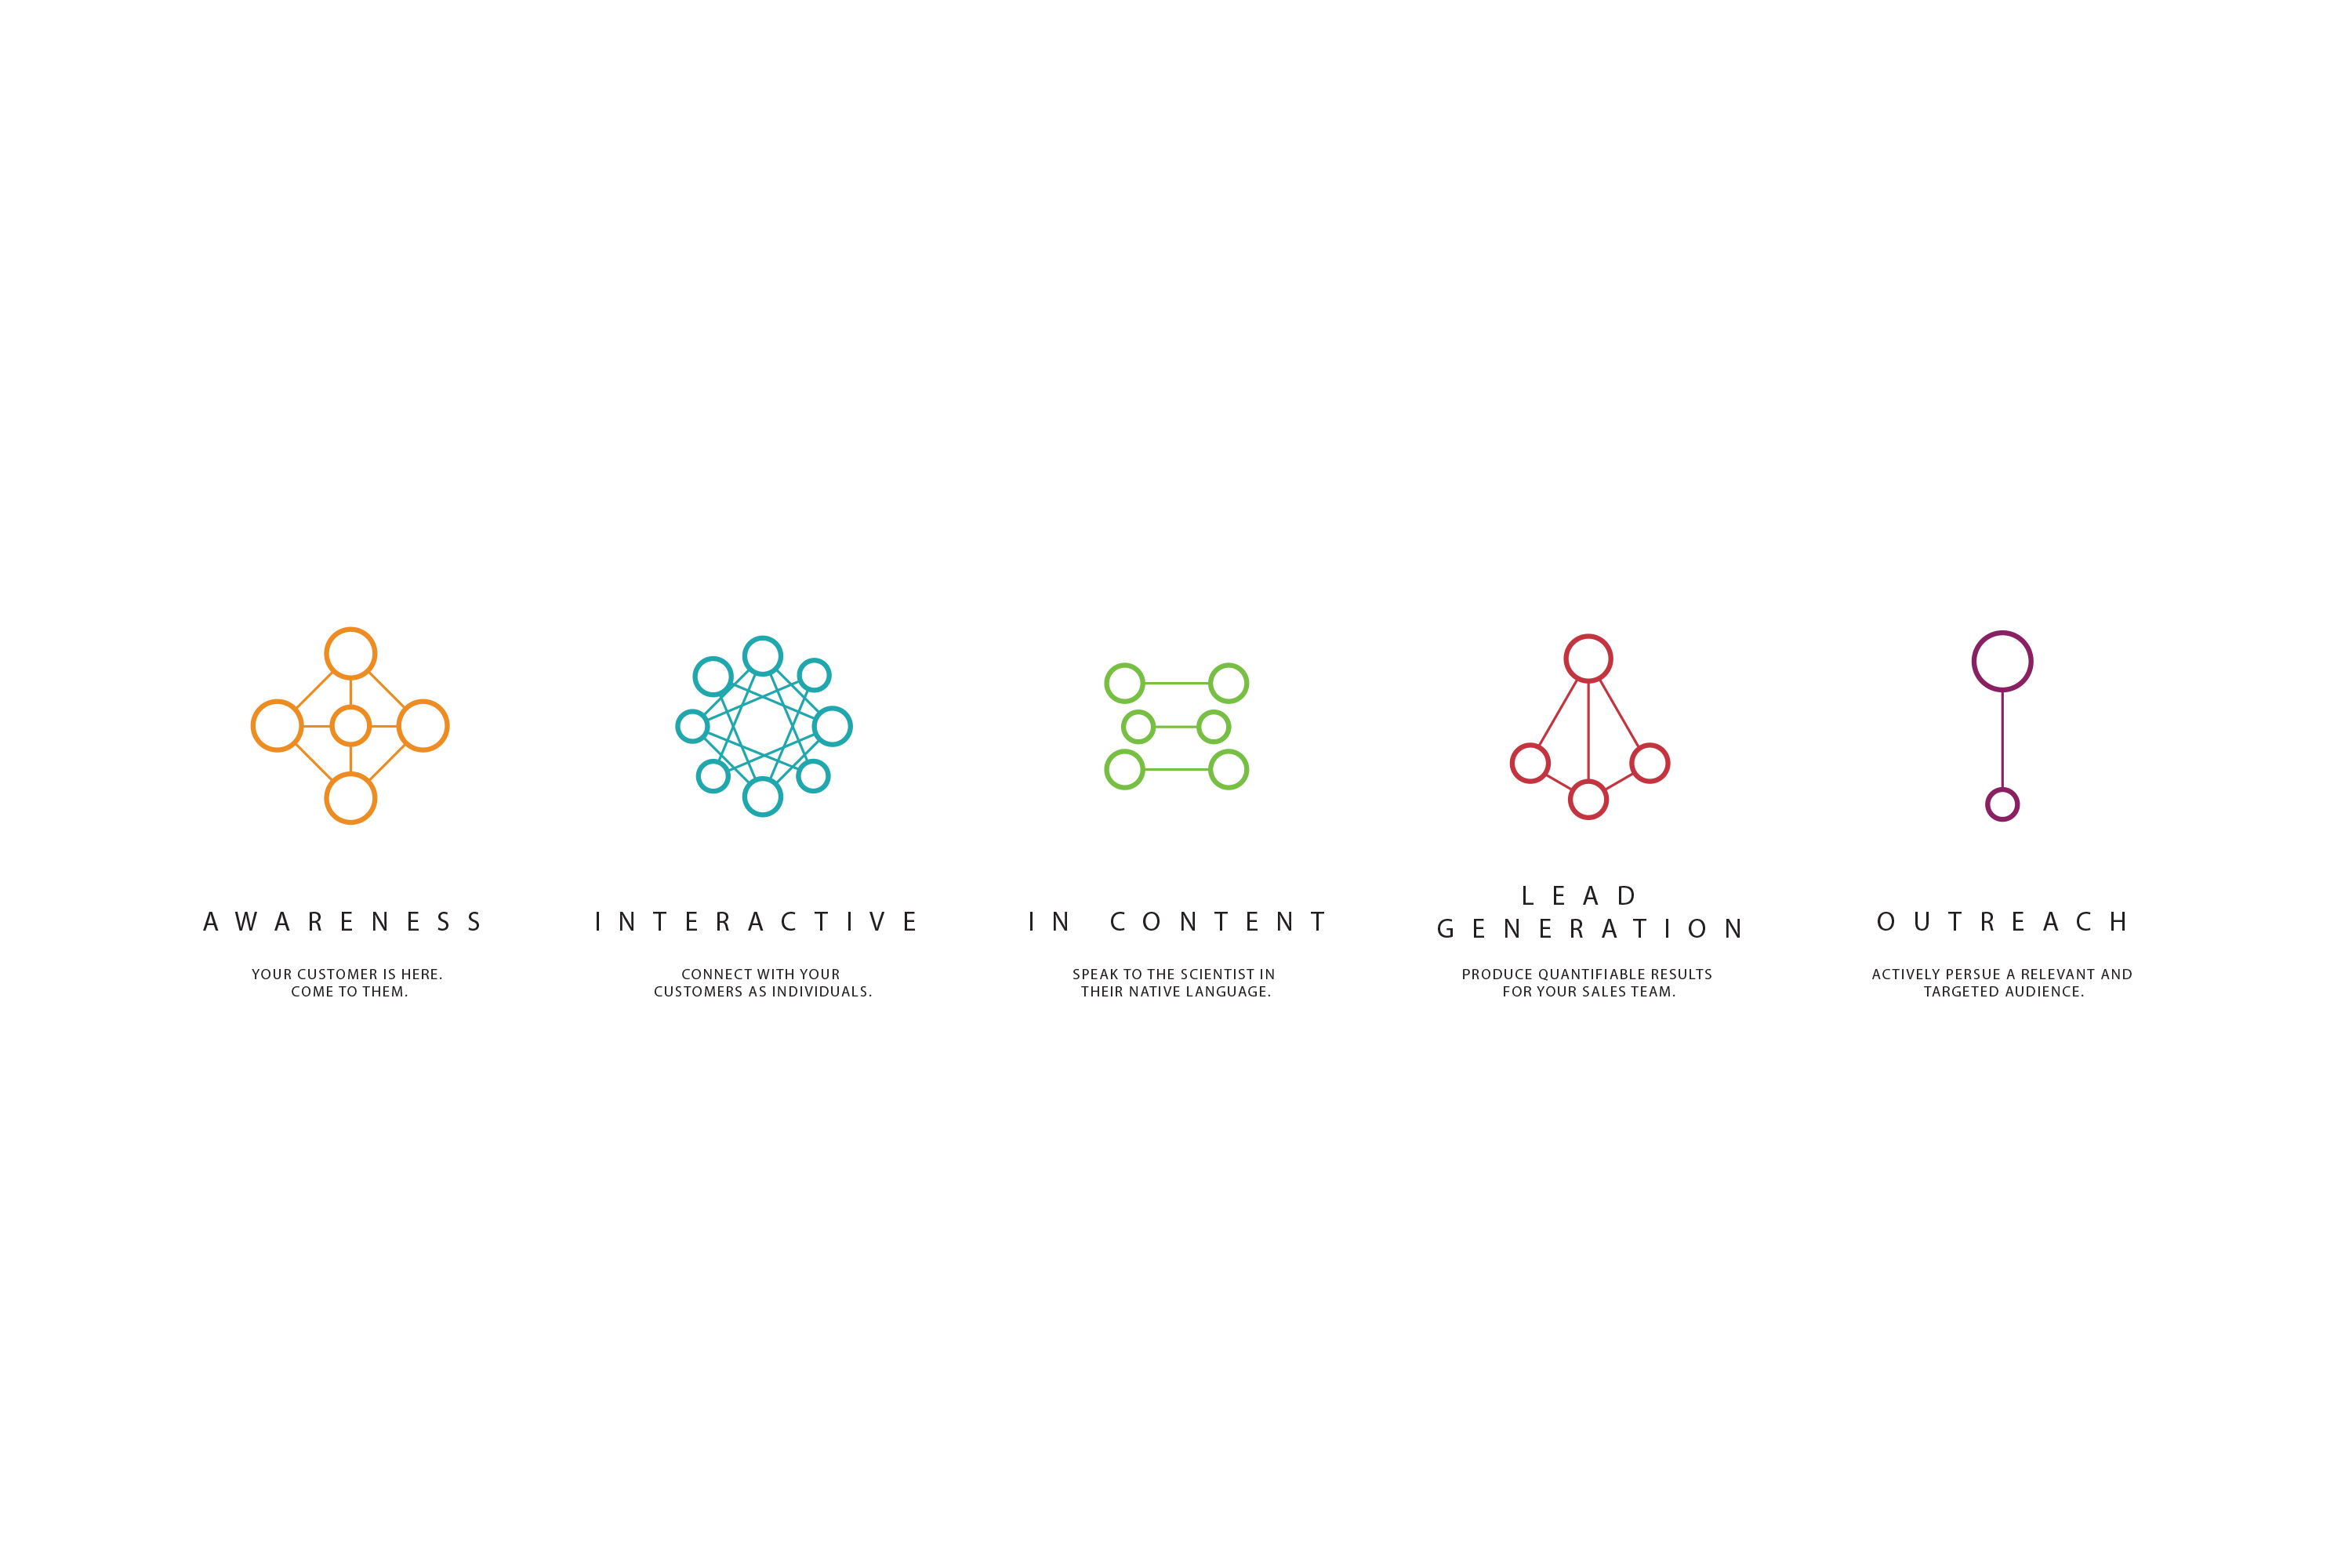 AWARENESS
YOUR CUSTOMER IS HERE.
COME TO THEM.
INTERACTIVE
CONNECT WITH YOUR
CUSTOMERS AS INDIVIDUALS.
IN CONTENT
SPEAK TO THE SCIENTIST IN
THEIR NATIVE LANGUAGE.
LEAD
GENERATION
PRODUCE QUANTIFIABLE RESULTS
FOR YOUR SALES TEAM.
OUTREACH
ACTIVELY PERSUE A RELEVANT AND
TARGETED AUDIENCE.